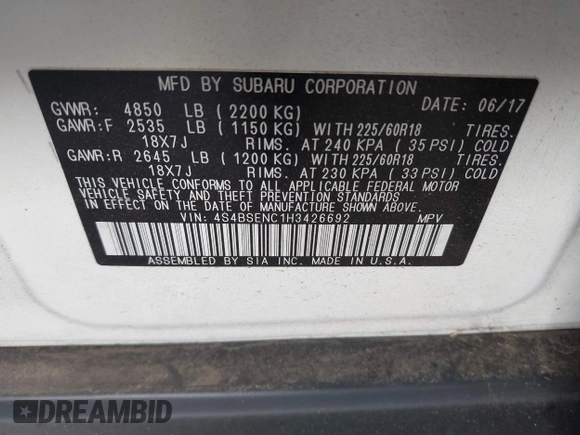 MFD BY SUBARU CORPORATION
GVWR: 4850 LB ( 2200 KG) DATE: 06/17
GAWR:F 2535 LB ( 1150 KG) WITH 225/60R18 TIRES.
18X7J RIMS. AT 240 KPA ( 35 PSI) COLD
GAWR:R 2645 LB ( 1200 KG) WITH 225/60R18 TIRES.
18X7J RIMS. AT 230 KPA ( 33 PSI) COLD
THIS VEHICLE CONFORMS TO ALL APPLICABLE FEDERAL MOTOR
VEHICLE SAFETY AND THEFT PREVENTION STANDARDS
IN EFFECT ON THE DATE OF MANUFACTURE SHOWN ABOVE.
VIN: 4S4BSENC1H3426692 MPV
ASSEMBLED BY SIA INC. MADE IN U.S.A.
DREAMBID